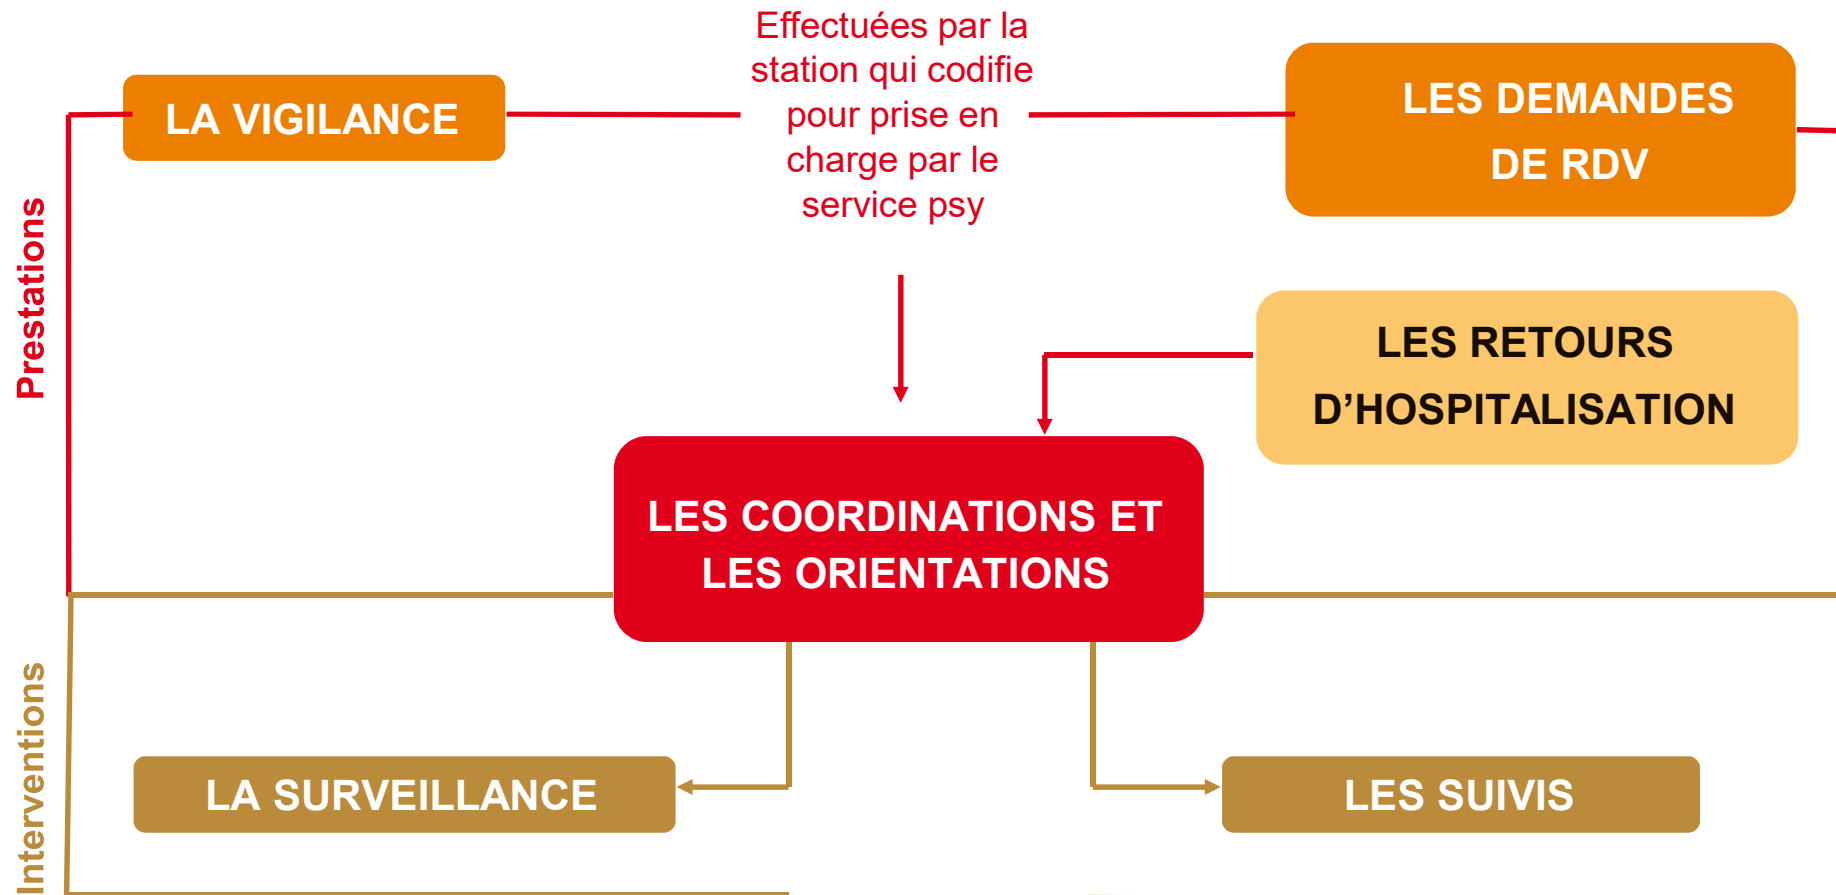 Effectuées par la
station qui codifie
pour prise en
charge par le
service psy
LA VIGILANCE
LES DEMANDES
DE RDV
Prestations
LES RETOURS
D’HOSPITALISATION
LES COORDINATIONS ET
LES ORIENTATIONS
Interventions
LA SURVEILLANCE
LES SUIVIS